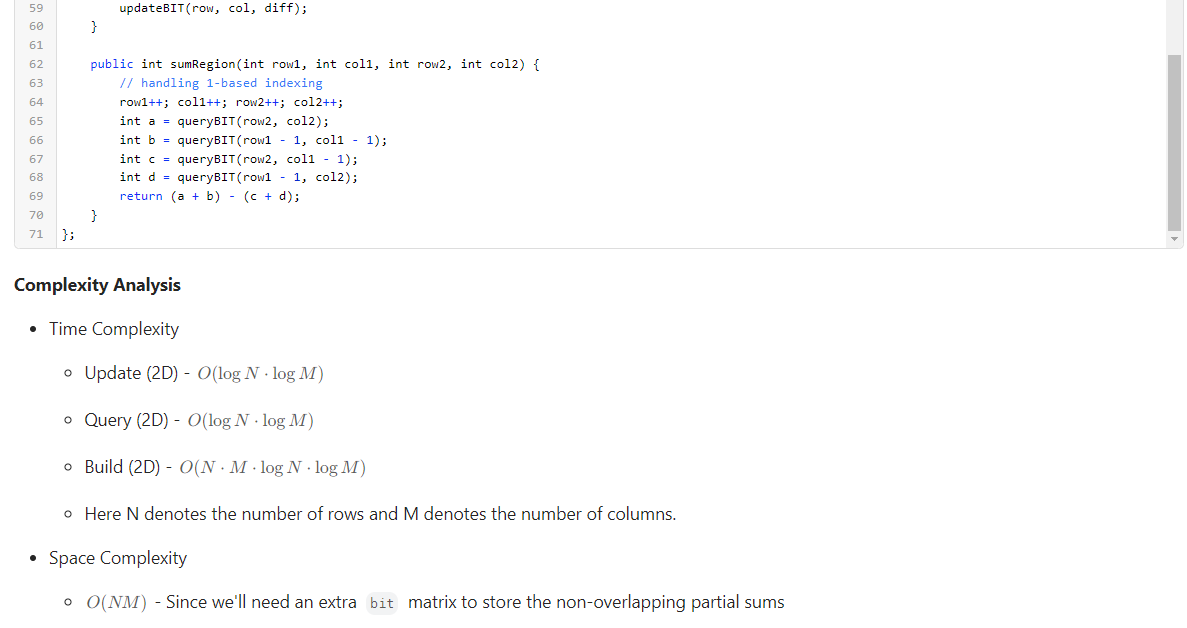 59 updateBIT(row, col, diff);
60 }
61
62 public int sumRegion(int row1, int col1, int row2, int col2) {
63 // handling 1-based indexing
64 row1++; col1++; row2++; col2++;
65 int a = queryBIT(row2, col2);
66 int b = queryBIT(row1 - 1, col1 - 1);
67 int c = queryBIT(row2, col1 - 1);
68 int d = queryBIT(row1 - 1, col2);
69 return (a + b) - (c + d);
70 }
71 };
Complexity Analysis
• Time Complexity
◦ Update (2D) - O(log N · log M)
◦ Query (2D) - O(log N · log M)
◦ Build (2D) - O(N · M · log N · log M)
◦ Here N denotes the number of rows and M denotes the number of columns.
• Space Complexity
◦ O(NM) - Since we'll need an extra bit matrix to store the non-overlapping partial sums